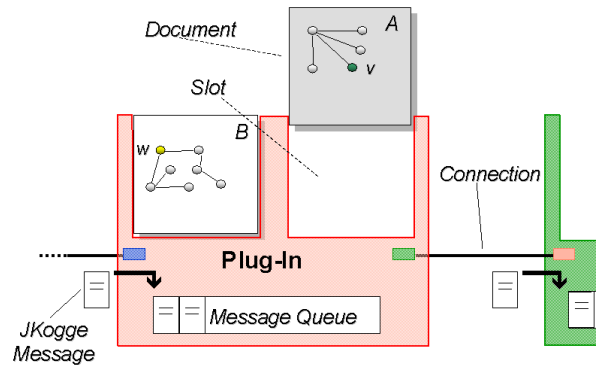 Document
A
v
Slot
B
w
Connection
Plug-In
Message Queue
JKogge
Message